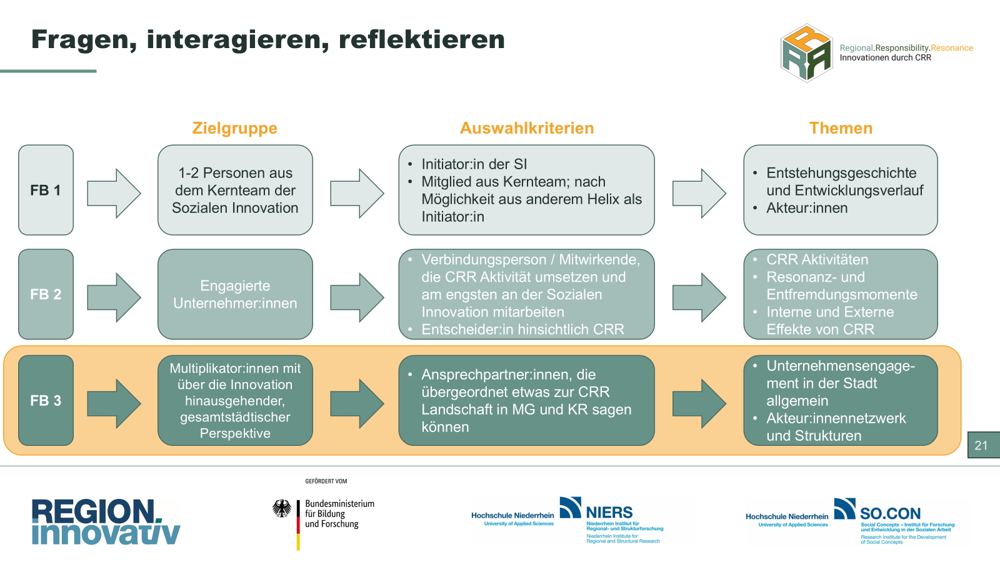 Fragen, interagieren, reflektieren
Regional.Responsibility.Resonance
Innovationen durch CRR
Zielgruppe
Auswahlkriterien
Themen
FB 1
1-2 Personen aus
dem Kernteam der
Sozialen Innovation
• Initiator:in der SI
• Mitglied aus Kernteam; nach
Möglichkeit aus anderem Helix als
Initiator:in
• Entstehungsgeschichte
und Entwicklungsverlauf
• Akteur:innen
FB 2
Engagierte
Unternehmer:innen
• Verbindungsperson / Mitwirkende,
die CRR Aktivität umsetzen und
am engsten an der Sozialen
Innovation mitarbeiten
• Entscheider:in hinsichtlich CRR
• CRR Aktivitäten
• Resonanz- und
Entfremdungsmomente
• Interne und Externe
Effekte von CRR
FB 3
Multiplikator:innen mit
über die Innovation
hinausgehender,
gesamtstädtischer
Perspektive
• Ansprechpartner:innen, die
übergeordnet etwas zur CRR
Landschaft in MG und KR sagen
können
• Unternehmensengage-
ment in der Stadt
allgemein
• Akteur:innennetzwerk
und Strukturen
21
REGION.
innovativ
GEFÖRDERT VOM
Bundesministerium
für Bildung
und Forschung
Hochschule Niederrhein
University of Applied Sciences
NIERS
Niederrhein Institut für
Regional- und Strukturforschung
Niederrhein Institute for
Regional and Structural Research
Hochschule Niederrhein
University of Applied Sciences
SO.CON
Social Concepts – Institut für Forschung
und Entwicklung in der Sozialen Arbeit
Research Institute for the Development
of Social Concepts